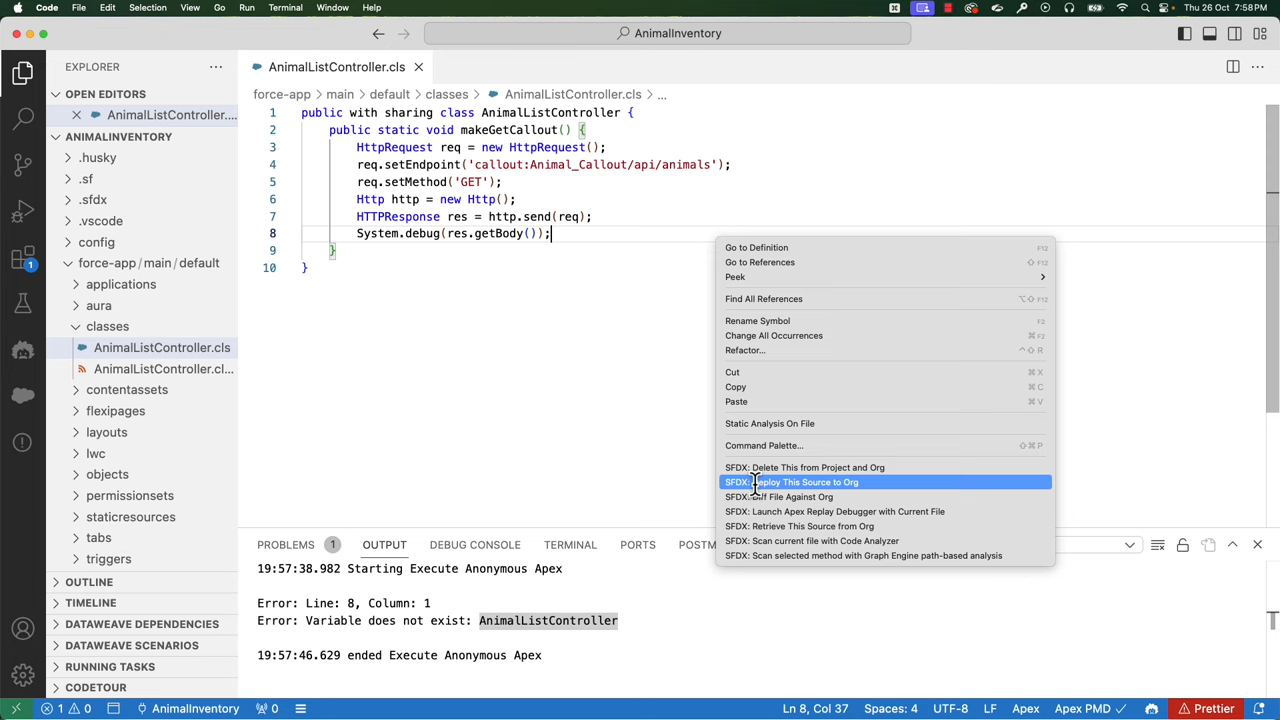 Code File Edit Selection View Go Run Terminal Window Help Thu 26 Oct 7:58 PM
AnimalInventory
EXPLORER
AnimalListController.cls
OPEN EDITORS
force-app › main › default › classes › AnimalListController.cls › ...
AnimalListController.cls...
ANIMALINVENTORY
.husky
.sf
.sfdx
.vscode
config
force-app/main/default
applications
aura
classes
AnimalListController.cls
AnimalListController.cl...
contentassets
flexipages
layouts
lwc
objects
permissionsets
staticresources
tabs
triggers
OUTLINE
TIMELINE
DATAWEAVE DEPENDENCIES
DATAWEAVE SCENARIOS
RUNNING TASKS
CODETOUR
1
1 public with sharing class AnimalListController {
2 public static void makeGetCallout() {
3 HttpRequest req = new HttpRequest();
4 req.setEndpoint('callout:Animal_Callout/api/animals');
5 req.setMethod('GET');
6 Http http = new Http();
7 HTTPResponse res = http.send(req);
8 System.debug(res.getBody());
9 }
10 }
Go to Definition F12
Go to References ⇧ F12
Peek
Find All References ⌥⇧ F12
Rename Symbol F2
Change All Occurrences ⌘ F2
Refactor... ^⇧ R
Cut ⌘ X
Copy ⌘ C
Paste ⌘ V
Static Analysis On File
Command Palette... ⇧⌘ P
SFDX: Delete This from Project and Org
SFDX: Deploy This Source to Org
SFDX: Diff File Against Org
SFDX: Launch Apex Replay Debugger with Current File
SFDX: Retrieve This Source from Org
SFDX: Scan current file with Code Analyzer
SFDX: Scan selected method with Graph Engine path-based analysis
PROBLEMS 1 OUTPUT DEBUG CONSOLE TERMINAL PORTS POSTM
19:57:38.982 Starting Execute Anonymous Apex
Error: Line: 8, Column: 1
Error: Variable does not exist: AnimalListController
19:57:46.629 ended Execute Anonymous Apex
1 0 AnimalInventory 0 Ln 8, Col 37 Spaces: 4 UTF-8 LF Apex Apex PMD ✓ Prettier